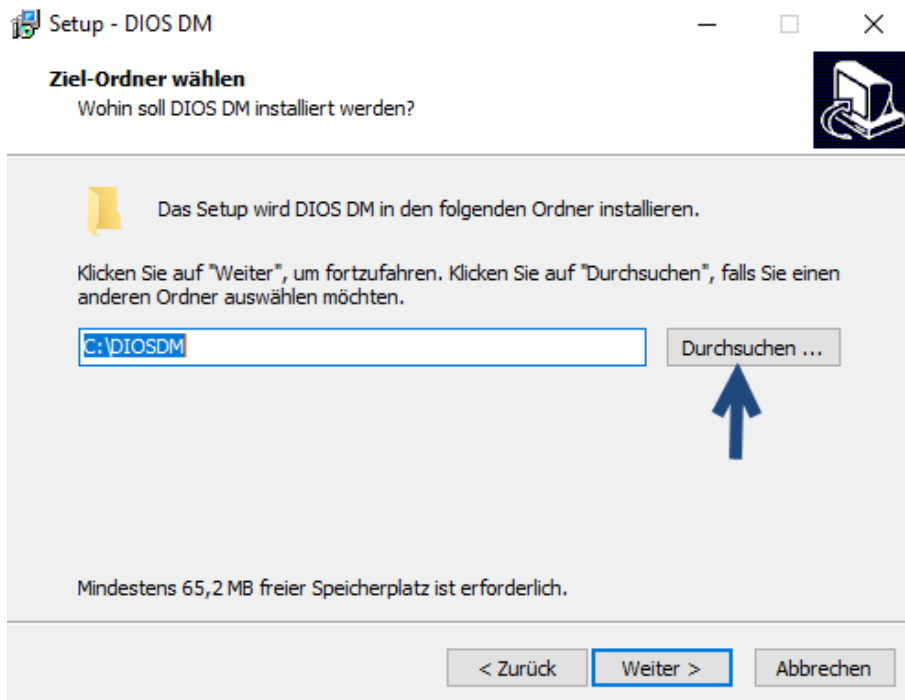 Setup - DIOS DM
Ziel-Ordner wählen
Wohin soll DIOS DM installiert werden?
Das Setup wird DIOS DM in den folgenden Ordner installieren.
Klicken Sie auf "Weiter", um fortzufahren. Klicken Sie auf "Durchsuchen", falls Sie einen
anderen Ordner auswählen möchten.
C:\DIOSDM
Durchsuchen ...
Mindestens 65,2 MB freier Speicherplatz ist erforderlich.
< Zurück
Weiter >
Abbrechen